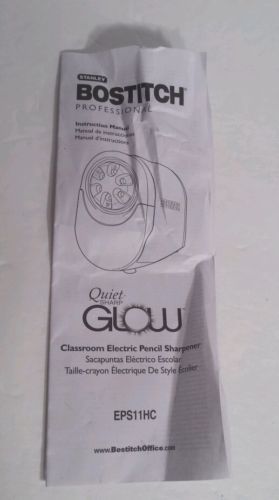 STANLEY
BOSTITCH®
PROFESSIONAL
Instruction Manual
Manual de instrucciones
Manual d'instructions
Quiet
SHARP
GLOW
Classroom Electric Pencil Sharpener
Sacapuntas Eléctrico Escolar
Taille-crayon Électrique De Style Écolier
EPS11HC
www.BostitchOffice.com